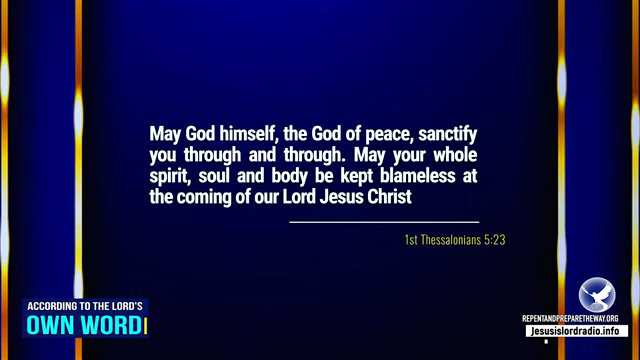 May God himself, the God of peace, sanctify
you through and through. May your whole
spirit, soul and body be kept blameless at
the coming of our Lord Jesus Christ
1st Thessalonians 5:23
ACCORDING TO THE LORD'S
OWN WORD
REPENTANDPREPARETHEWAY.ORG
Jesusislordradio.info